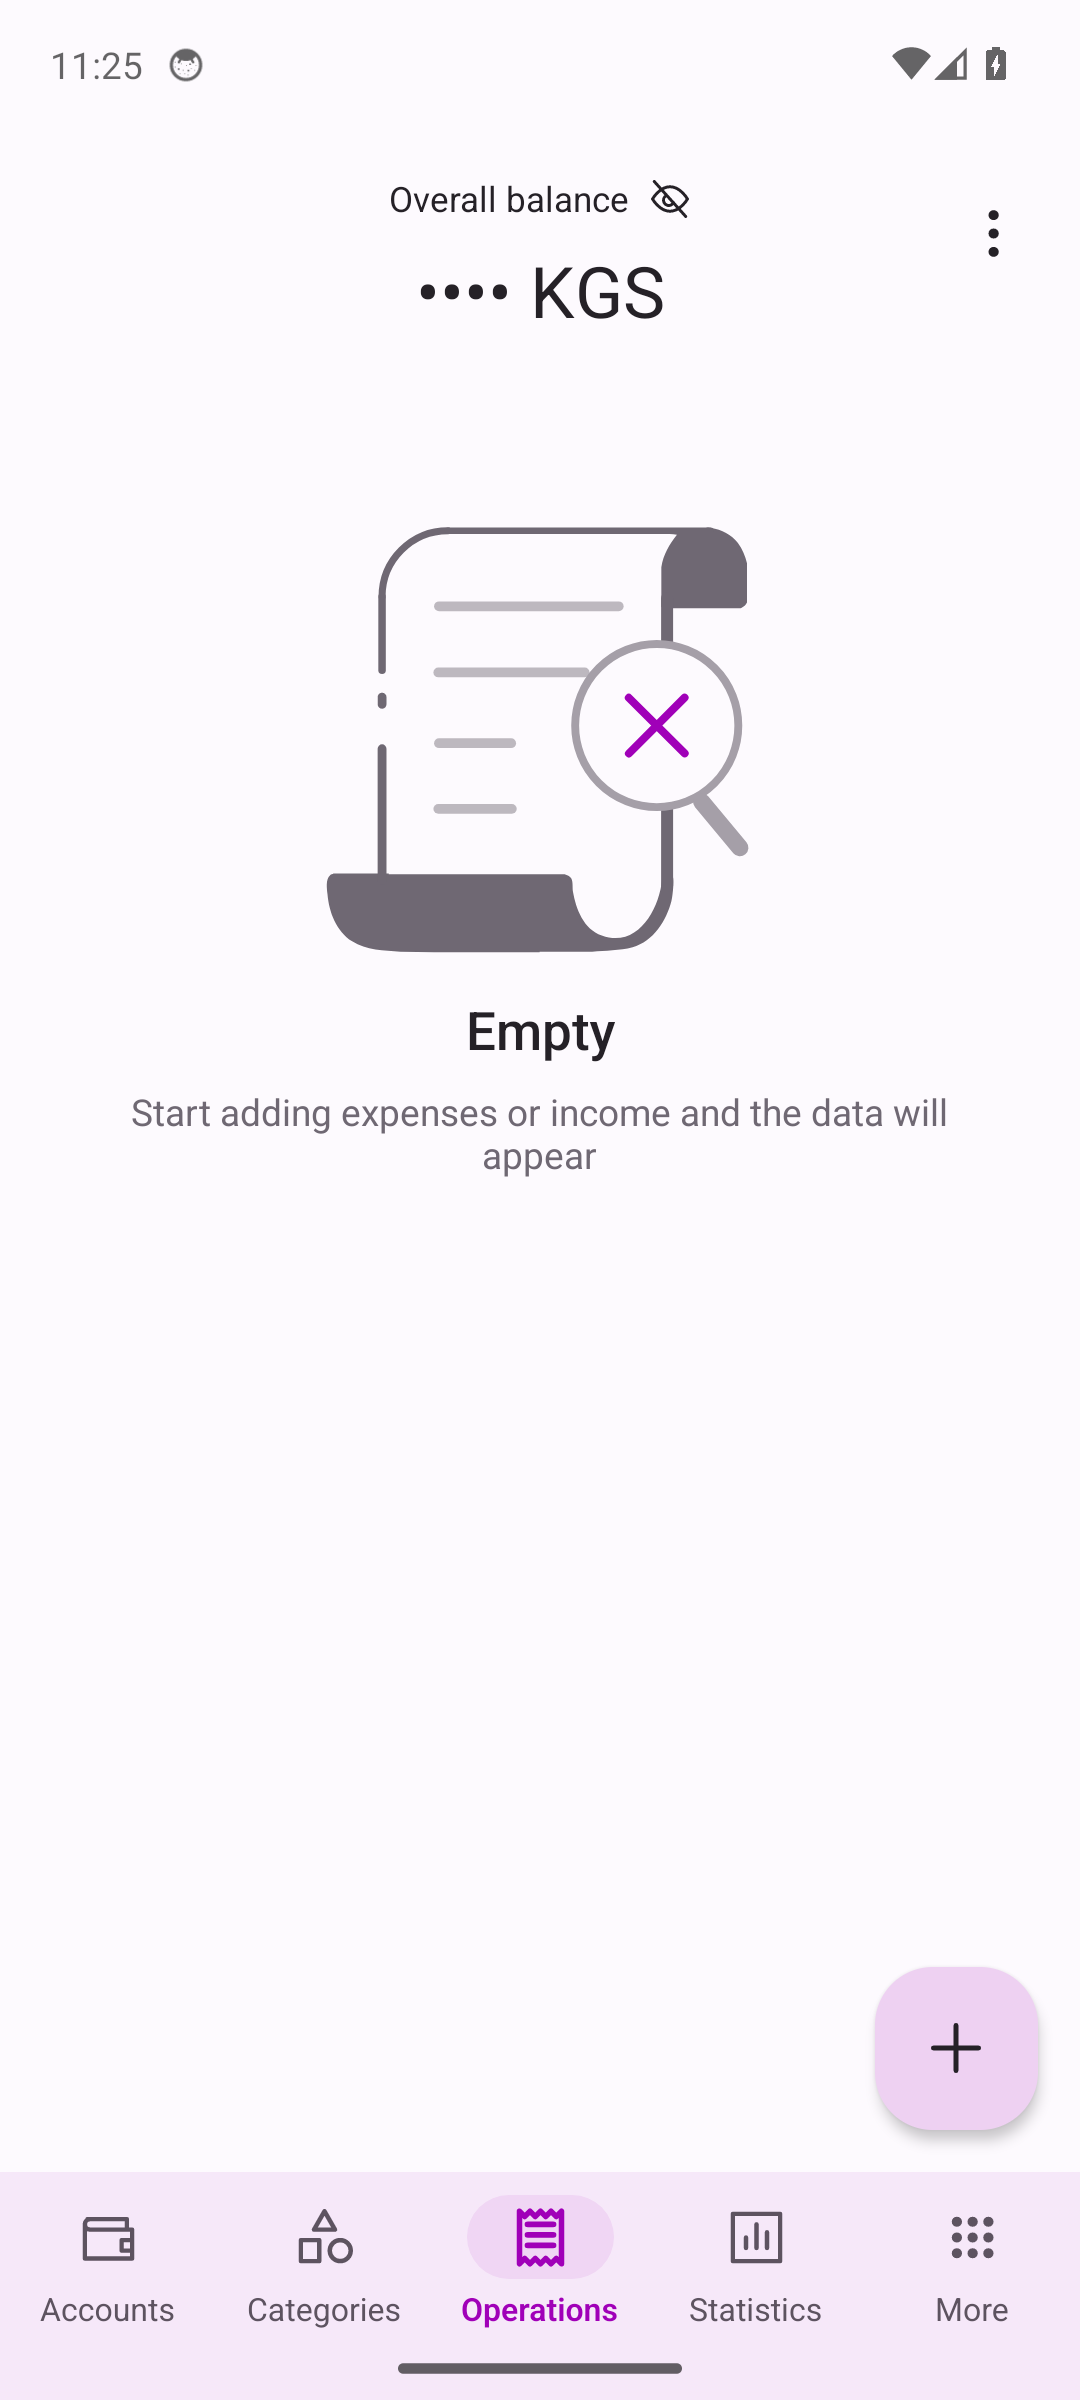 11:25
Overall balance
•••• KGS
Empty
Start adding expenses or income and the data will
appear
Accounts
Categories
Operations
Statistics
More